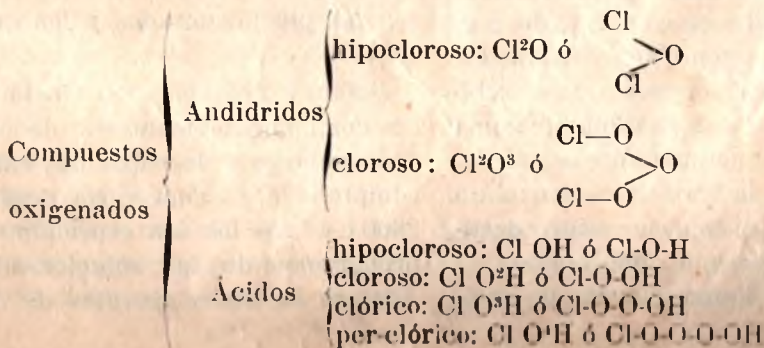 Cl
hipocloroso: Cl²O ó >O
Cl
Andidridos
Cl—O
Compuestos
cloroso: Cl²O³ ó >O
Cl—O
oxigenados
hipocloroso: Cl OH ó Cl-O-H
cloroso: Cl O²H ó Cl-O-OH
Ácidos
clórico: Cl O³H ó Cl-O-O-OH
per-clórico: Cl O⁴H ó Cl-O-O-O-OH